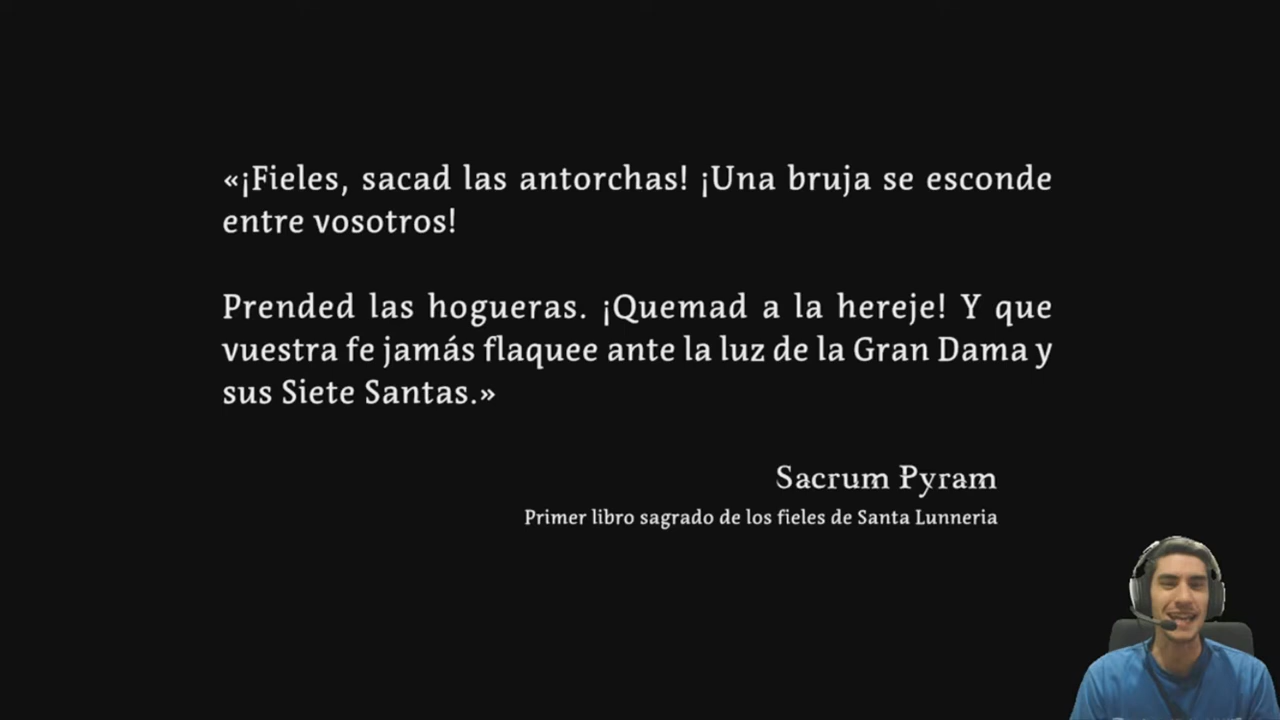 «¡Fieles, sacad las antorchas! ¡Una bruja se esconde
entre vosotros!
Prended las hogueras. ¡Quemad a la hereje! Y que
vuestra fe jamás flaquee ante la luz de la Gran Dama y
sus Siete Santas.»
Sacrum Pyram
Primer libro sagrado de los fieles de Santa Lunneria